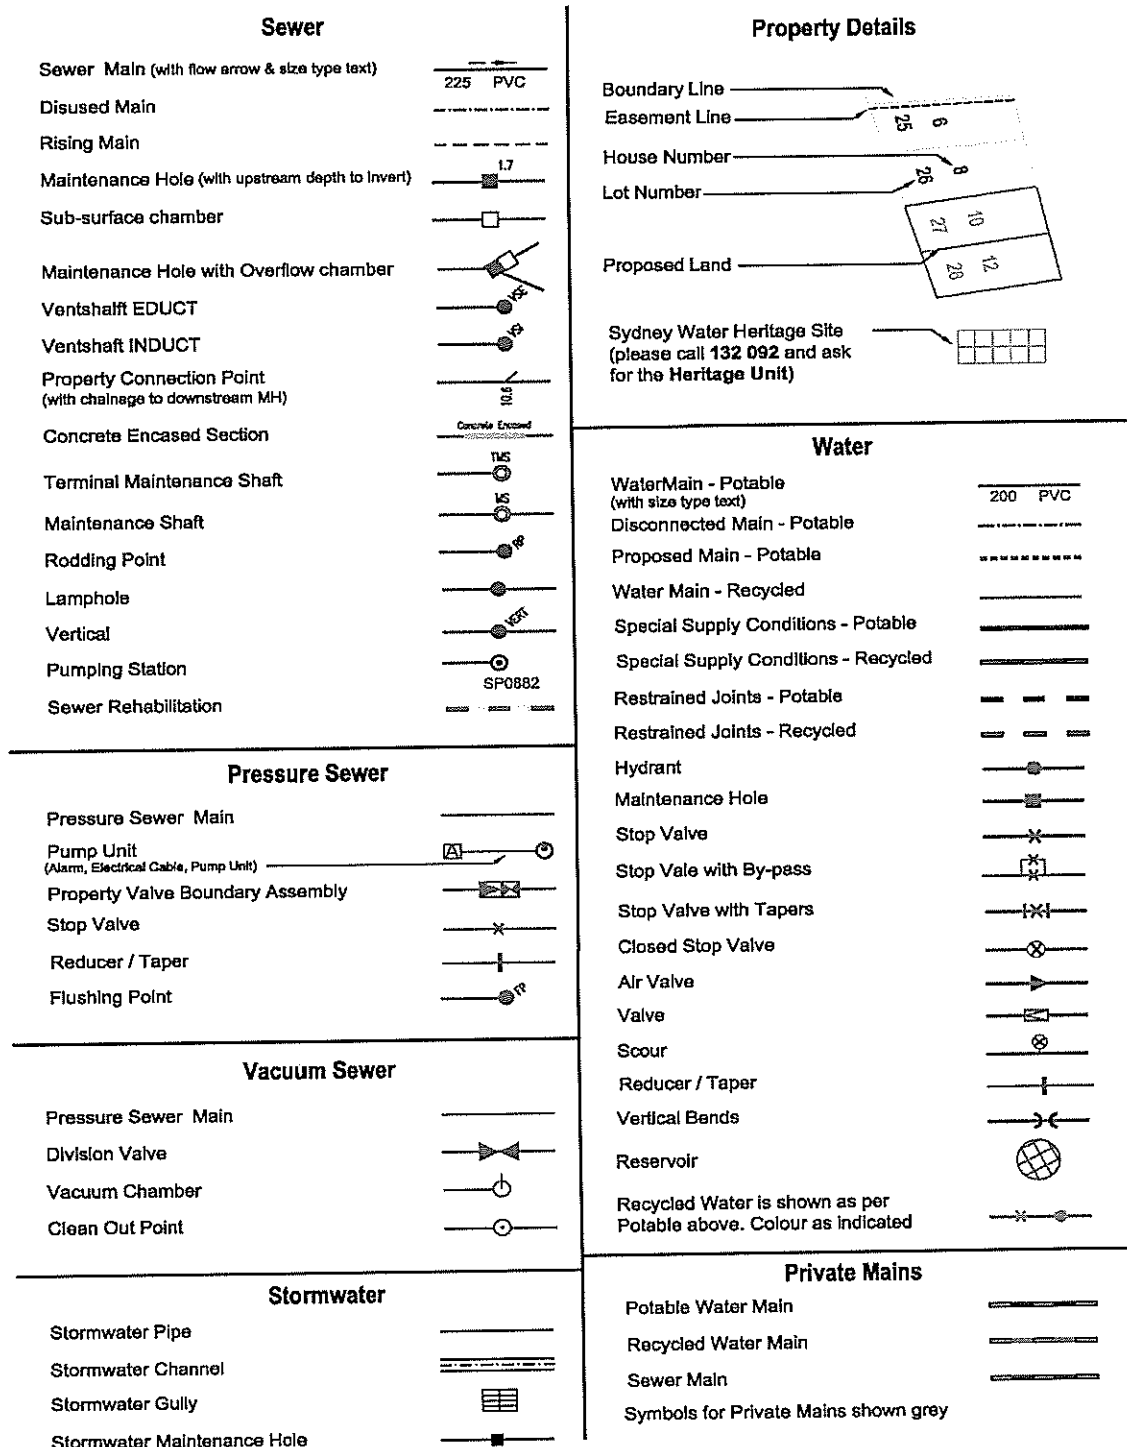 Sewer
Sewer Main (with flow arrow & size type text)
225 PVC
Disused Main
Rising Main
1.7
Maintenance Hole (with upstream depth to invert)
Sub-surface chamber
Maintenance Hole with Overflow chamber
Ventshafft EDUCT
VSE
Ventshaft INDUCT
VSI
Property Connection Point
(with chainage to downstream MH)
10.6
Concrete Encased Section
Concrete Encased
Terminal Maintenance Shaft
TMS
Maintenance Shaft
MS
Rodding Point
RP
Lamphole
Vertical
VERT
Pumping Station
SP0882
Sewer Rehabilitation
Pressure Sewer
Pressure Sewer Main
Pump Unit
(Alarm, Electrical Cable, Pump Unit)
A
Property Valve Boundary Assembly
Stop Valve
Reducer / Taper
Flushing Point
FP
Vacuum Sewer
Pressure Sewer Main
Division Valve
Vacuum Chamber
Clean Out Point
Stormwater
Stormwater Pipe
Stormwater Channel
Stormwater Gully
Stormwater Maintenance Hole
Property Details
Boundary Line
Easement Line
25 6
House Number
8
Lot Number
26
27 10
Proposed Land
28 12
Sydney Water Heritage Site
(please call 132 092 and ask
for the Heritage Unit)
Water
WaterMain - Potable
(with size type text)
200 PVC
Disconnected Main - Potable
Proposed Main - Potable
Water Main - Recycled
Special Supply Conditions - Potable
Special Supply Conditions - Recycled
Restrained Joints - Potable
Restrained Joints - Recycled
Hydrant
Maintenance Hole
Stop Valve
Stop Vale with By-pass
Stop Valve with Tapers
Closed Stop Valve
Air Valve
Valve
Scour
Reducer / Taper
Vertical Bends
Reservoir
Recycled Water is shown as per
Potable above. Colour as indicated
Private Mains
Potable Water Main
Recycled Water Main
Sewer Main
Symbols for Private Mains shown grey